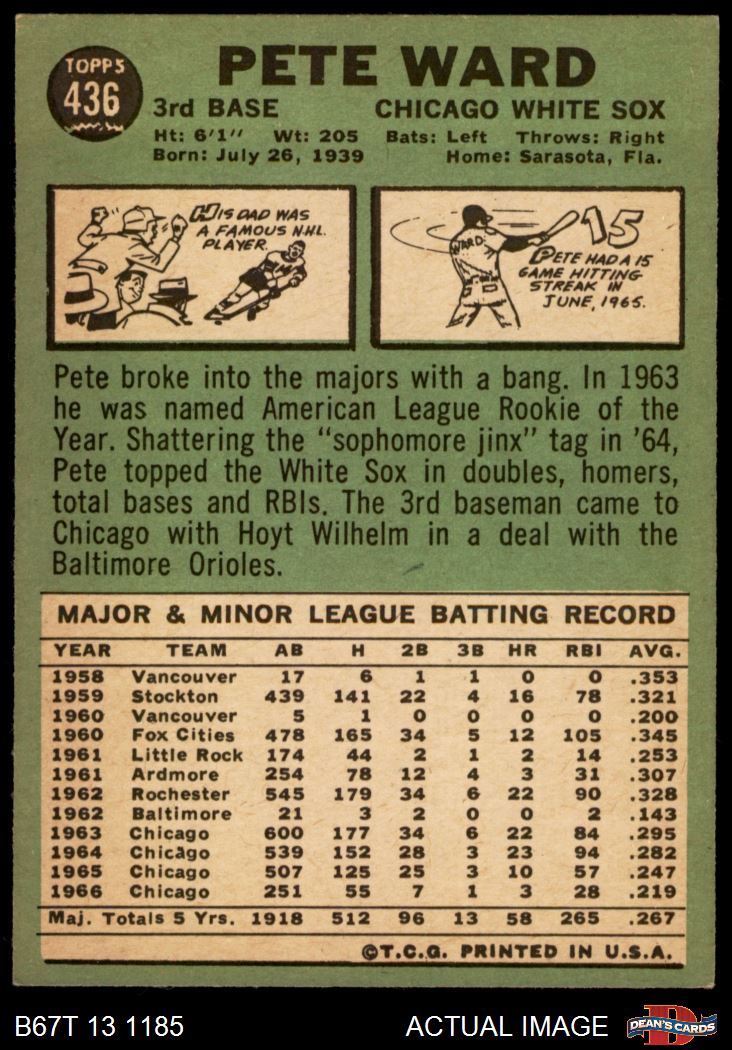 TOPPS
436
PETE WARD
3rd BASE CHICAGO WHITE SOX
Ht: 6'1" Wt: 205 Bats: Left Throws: Right
Born: July 26, 1939 Home: Sarasota, Fla.
HIS DAD WAS
A FAMOUS N.H.L.
PLAYER.
WARD
15
PETE HAD A 15
GAME HITTING
STREAK IN
JUNE, 1965.
Pete broke into the majors with a bang. In 1963
he was named American League Rookie of the
Year. Shattering the "sophomore jinx" tag in '64,
Pete topped the White Sox in doubles, homers,
total bases and RBIs. The 3rd baseman came to
Chicago with Hoyt Wilhelm in a deal with the
Baltimore Orioles.
MAJOR & MINOR LEAGUE BATTING RECORD
YEAR TEAM AB H 2B 3B HR RBI AVG.
1958 Vancouver 17 6 1 1 0 0 .353
1959 Stockton 439 141 22 4 16 78 .321
1960 Vancouver 5 1 0 0 0 0 .200
1960 Fox Cities 478 165 34 5 12 105 .345
1961 Little Rock 174 44 2 1 2 14 .253
1961 Ardmore 254 78 12 4 3 31 .307
1962 Rochester 545 179 34 6 22 90 .328
1962 Baltimore 21 3 2 0 0 2 .143
1963 Chicago 600 177 34 6 22 84 .295
1964 Chicago 539 152 28 3 23 94 .282
1965 Chicago 507 125 25 3 10 57 .247
1966 Chicago 251 55 7 1 3 28 .219
Maj. Totals 5 Yrs. 1918 512 96 13 58 265 .267
©T.C.G. PRINTED IN U.S.A.
B67T 13 1185 ACTUAL IMAGE DEAN'S CARDS